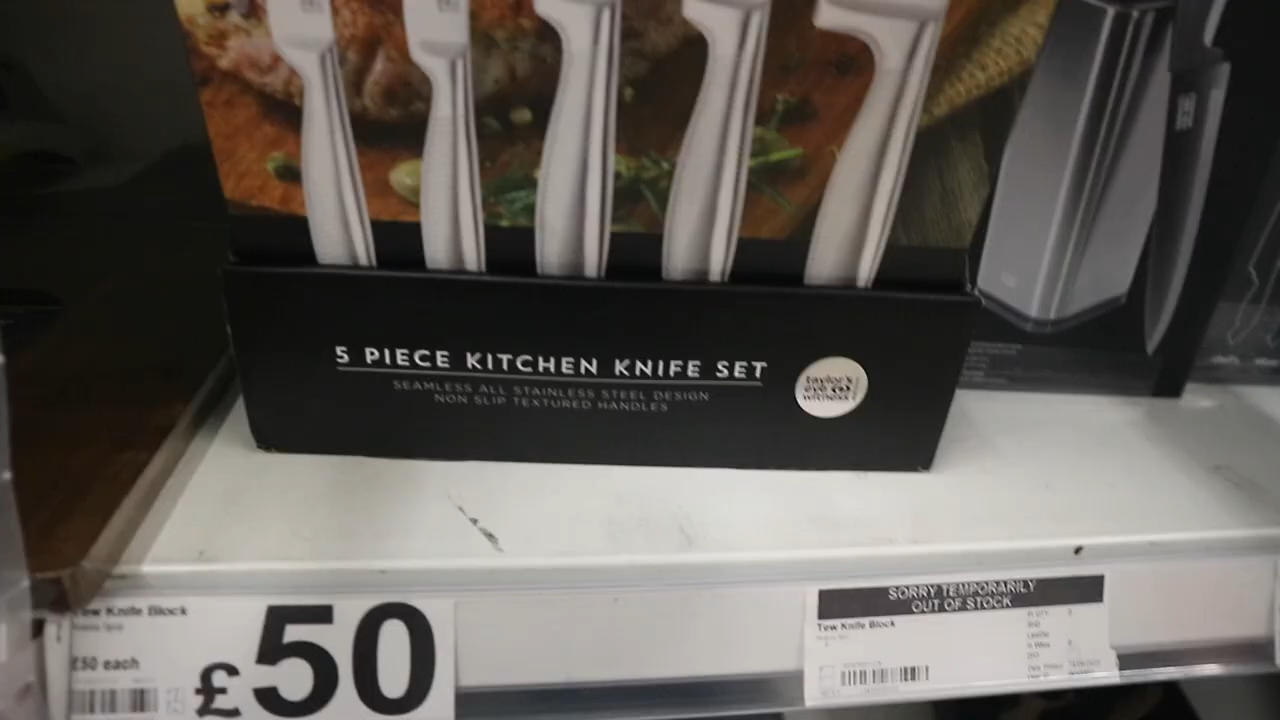 5 PIECE KITCHEN KNIFE SET
SEAMLESS ALL STAINLESS STEEL DESIGN
NON SLIP TEXTURED HANDLES
taylor's
eye
witness
Tew Knife Block
£50 each
£50
SORRY TEMPORARILY
OUT OF STOCK
Tew Knife Block